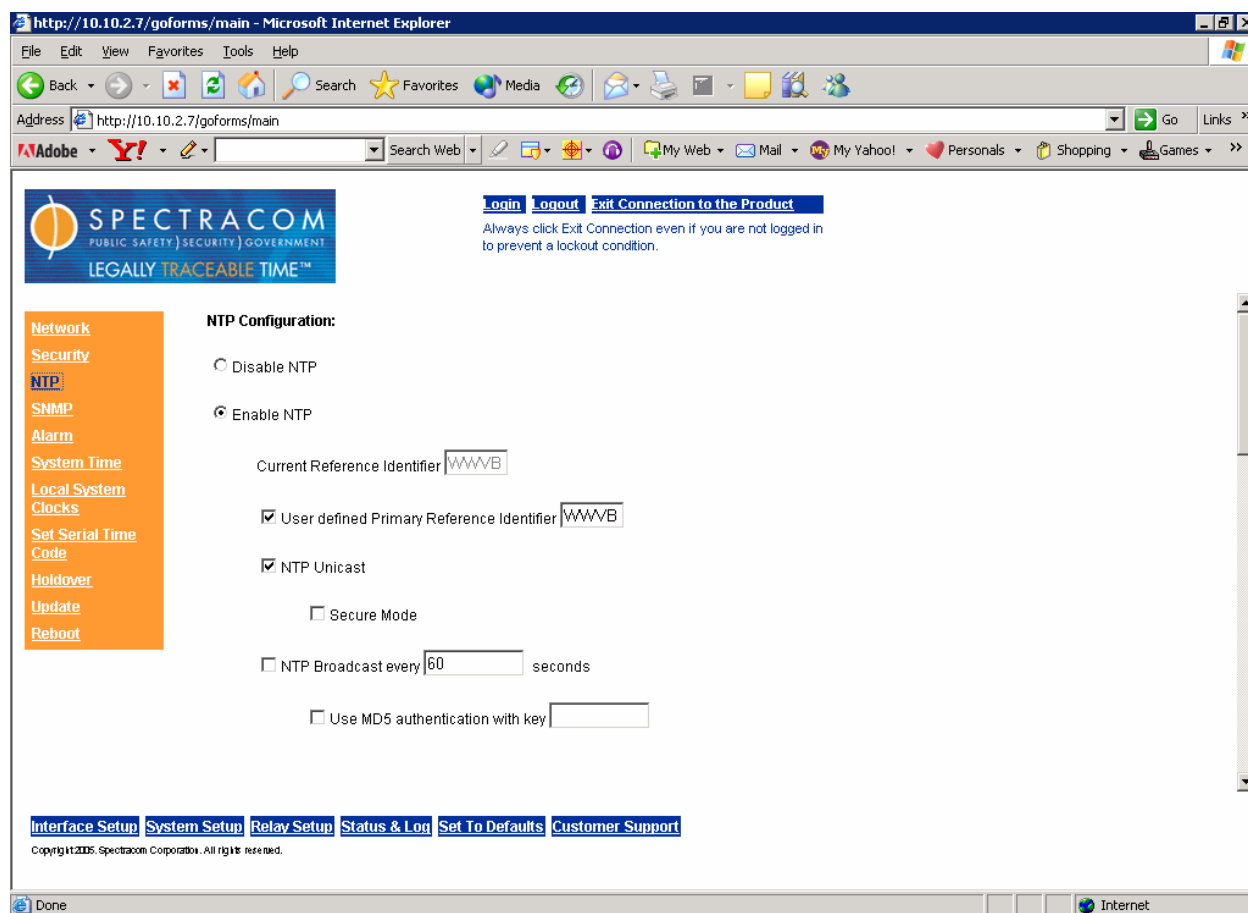 http://10.10.2.7/goforms/main - Microsoft Internet Explorer
File Edit View Favorites Tools Help
Back Search Favorites Media
Address http://10.10.2.7/goforms/main Go Links »
Adobe Y! Search Web My Web Mail My Yahoo! Personals Shopping Games »
SPECTRACOM
PUBLIC SAFETY ) SECURITY ) GOVERNMENT
LEGALLY TRACEABLE TIME™
Login Logout Exit Connection to the Product
Always click Exit Connection even if you are not logged in
to prevent a lockout condition.
Network
Security
NTP
SNMP
Alarm
System Time
Local System
Clocks
Set Serial Time
Code
Holdover
Update
Reboot
NTP Configuration:
Disable NTP
Enable NTP
Current Reference Identifier WWVB
User defined Primary Reference Identifier WWVB
NTP Unicast
Secure Mode
NTP Broadcast every 60 seconds
Use MD5 authentication with key
Interface Setup System Setup Relay Setup Status & Log Set To Defaults Customer Support
Copyright 2005. Spectracom Corporation. All rights reserved.
Done Internet